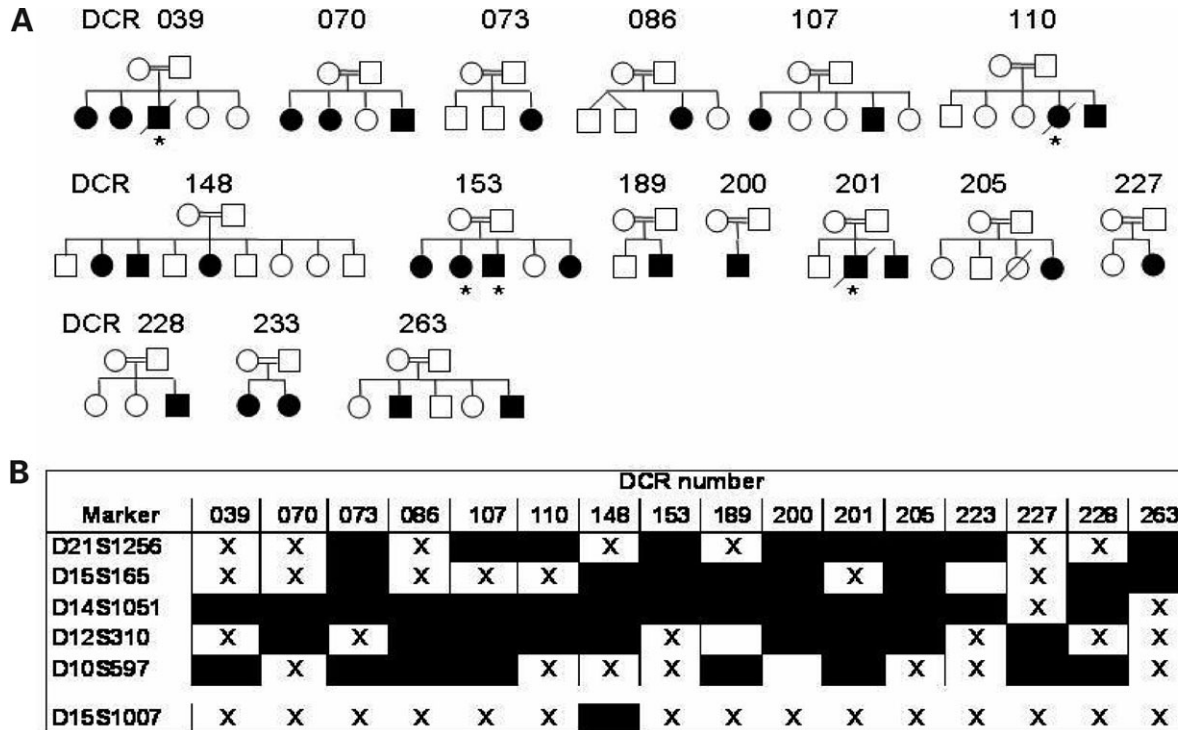 A
DCR 039 070 073 086 107 110
* *
DCR 148 153 189 200 201 205 227
* * *
DCR 228 233 263
B
DCR number
Marker 039 070 073 086 107 110 148 153 189 200 201 205 223 227 228 263
D21S1256 X X X X X X X
D15S165 X X X X X X X
D14S1051 X X
D12S310 X X X X X X
D10S597 X X X X X X X
D15S1007 X X X X X X X X X X X X X X X